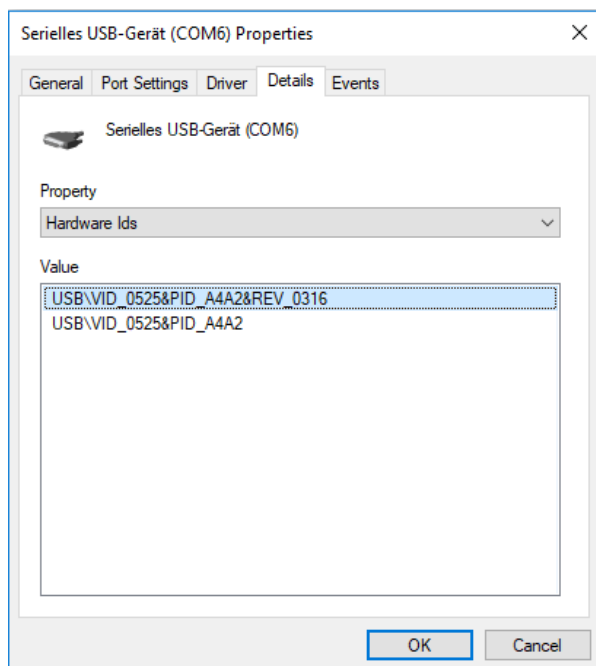 Serielles USB-Gerät (COM6) Properties
General Port Settings Driver Details Events
Serielles USB-Gerät (COM6)
Property
Hardware Ids
Value
USB\VID_0525&PID_A4A2&REV_0316
USB\VID_0525&PID_A4A2
OK Cancel